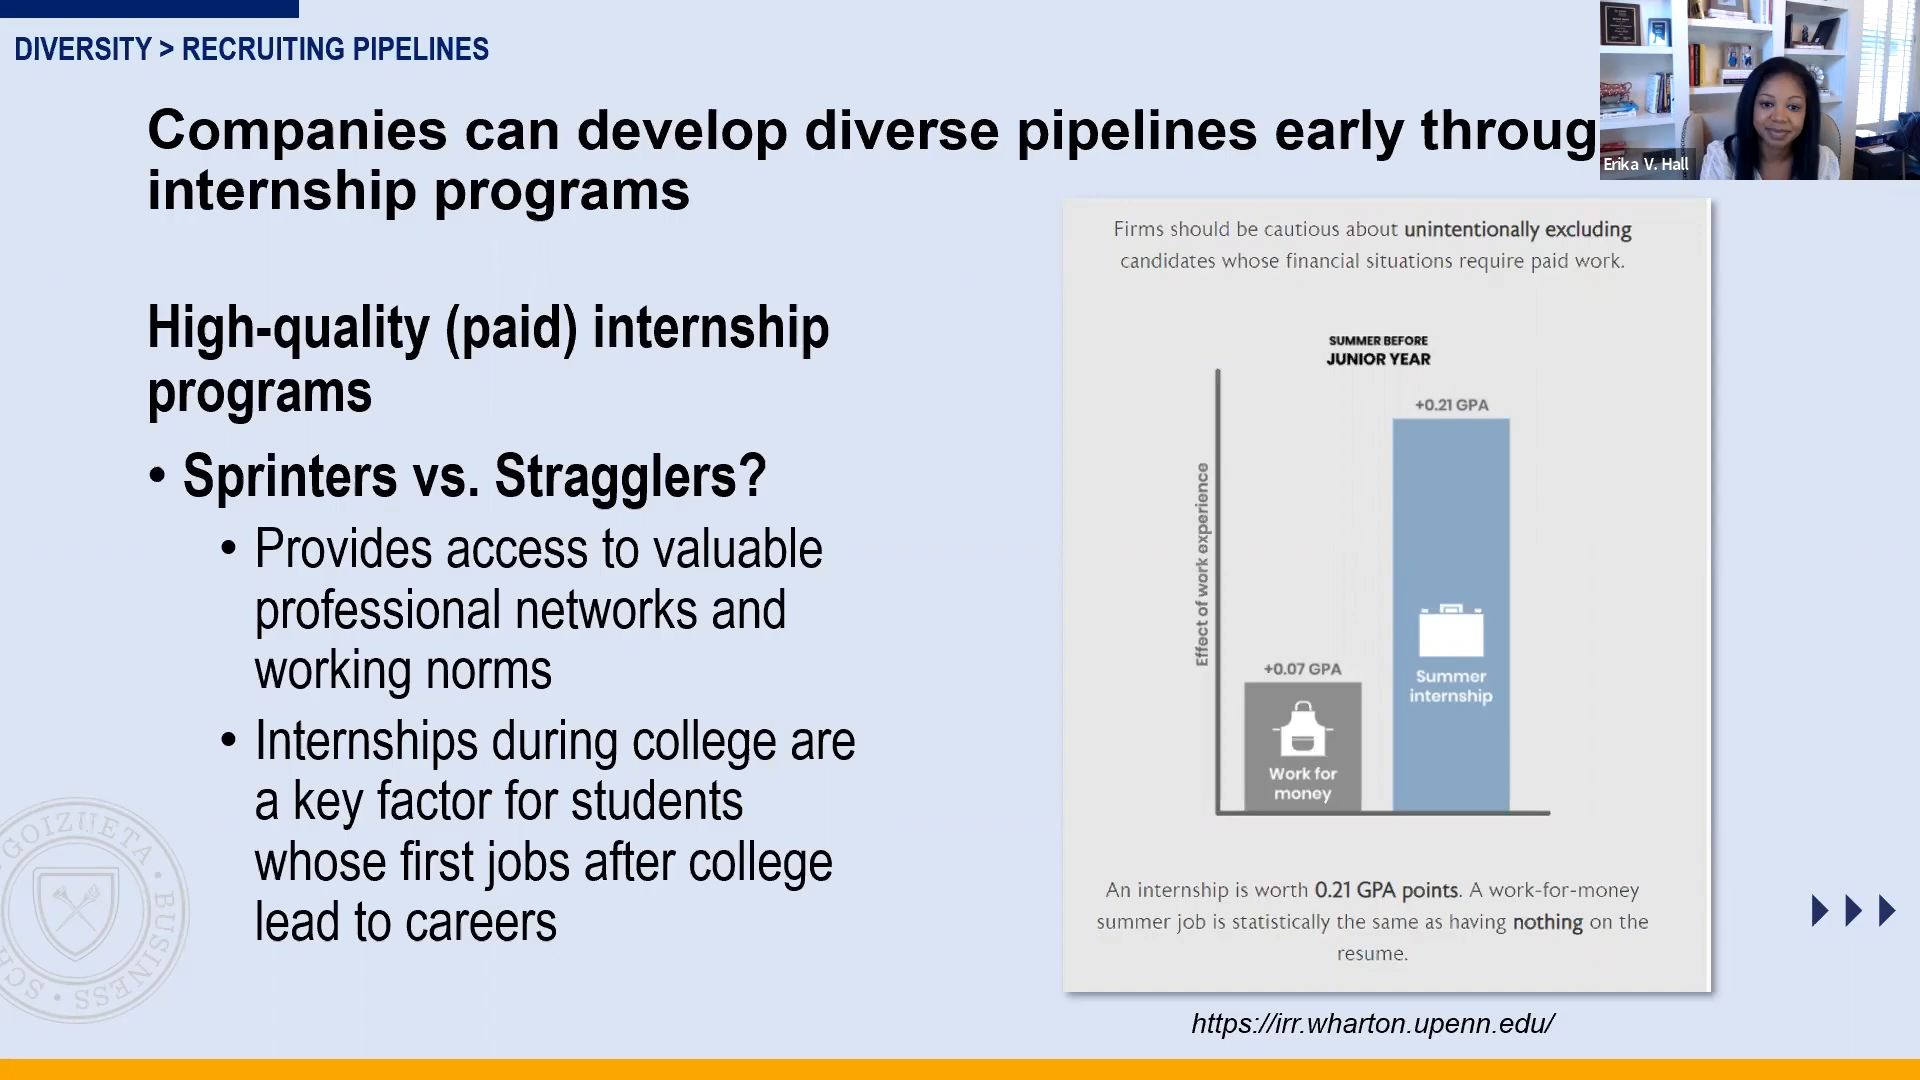 DIVERSITY > RECRUITING PIPELINES
Companies can develop diverse pipelines early throug
internship programs
Erika V. Hall
High-quality (paid) internship
programs
• Sprinters vs. Stragglers?
• Provides access to valuable
professional networks and
working norms
• Internships during college are
a key factor for students
whose first jobs after college
lead to careers
Firms should be cautious about unintentionally excluding
candidates whose financial situations require paid work.
SUMMER BEFORE
JUNIOR YEAR
Effect of work experience
+0.21 GPA
Summer
internship
+0.07 GPA
Work for
money
An internship is worth 0.21 GPA points. A work-for-money
summer job is statistically the same as having nothing on the
resume.
https://irr.wharton.upenn.edu/
GOIZUETA
BUSINESS